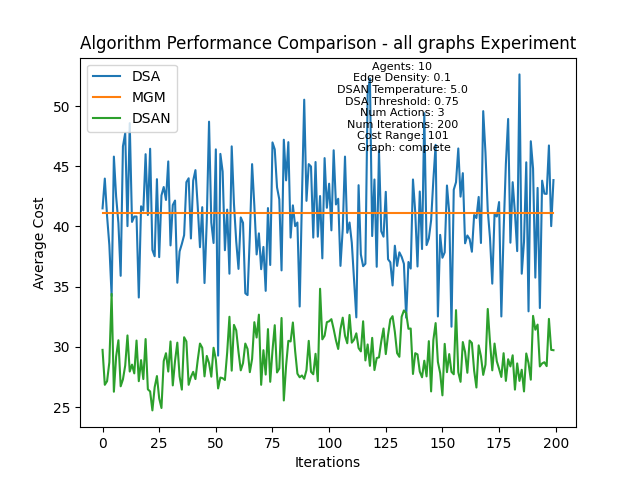 Algorithm Performance Comparison - all graphs Experiment
DSA
MGM
DSAN
Agents: 10
Edge Density: 0.1
DSAN Temperature: 5.0
DSA Threshold: 0.75
Num Actions: 3
Num Iterations: 200
Cost Range: 101
Graph: complete
Average Cost
50
45
40
35
30
25
0 25 50 75 100 125 150 175 200
Iterations